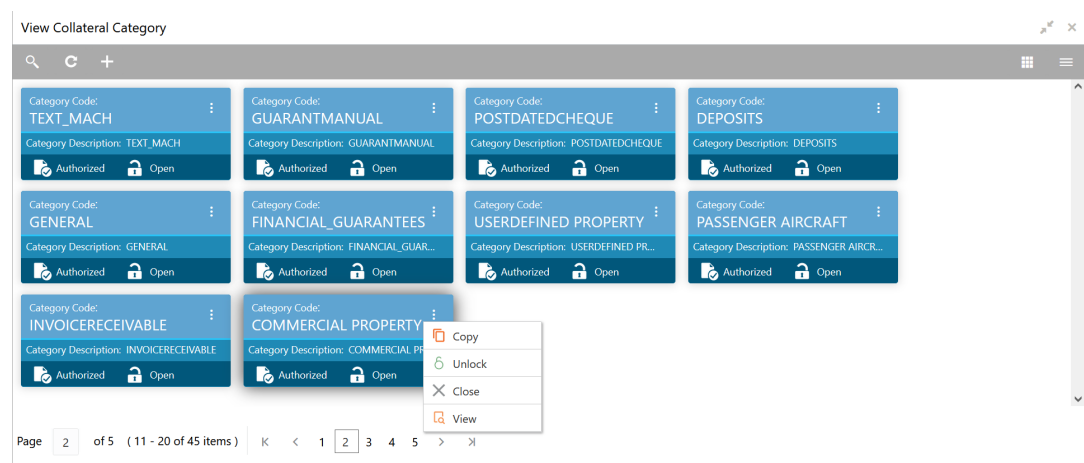 View Collateral Category
Category Code:
TEXT_MACH
Category Description: TEXT_MACH
Authorized Open
Category Code:
GUARANTMANUAL
Category Description: GUARANTMANUAL
Authorized Open
Category Code:
POSTDATEDCHEQUE
Category Description: POSTDATEDCHEQUE
Authorized Open
Category Code:
DEPOSITS
Category Description: DEPOSITS
Authorized Open
Category Code:
GENERAL
Category Description: GENERAL
Authorized Open
Category Code:
FINANCIAL_GUARANTEES
Category Description: FINANCIAL_GUAR...
Authorized Open
Category Code:
USERDEFINED PROPERTY
Category Description: USERDEFINED PR...
Authorized Open
Category Code:
PASSENGER AIRCRAFT
Category Description: PASSENGER AIRCR...
Authorized Open
Category Code:
INVOICERECEIVABLE
Category Description: INVOICERECEIVABLE
Authorized Open
Category Code:
COMMERCIAL PROPERTY
Category Description: COMMERCIAL PR
Authorized Open
Copy
Unlock
Close
View
Page 2 of 5 ( 11 - 20 of 45 items ) 1 2 3 4 5